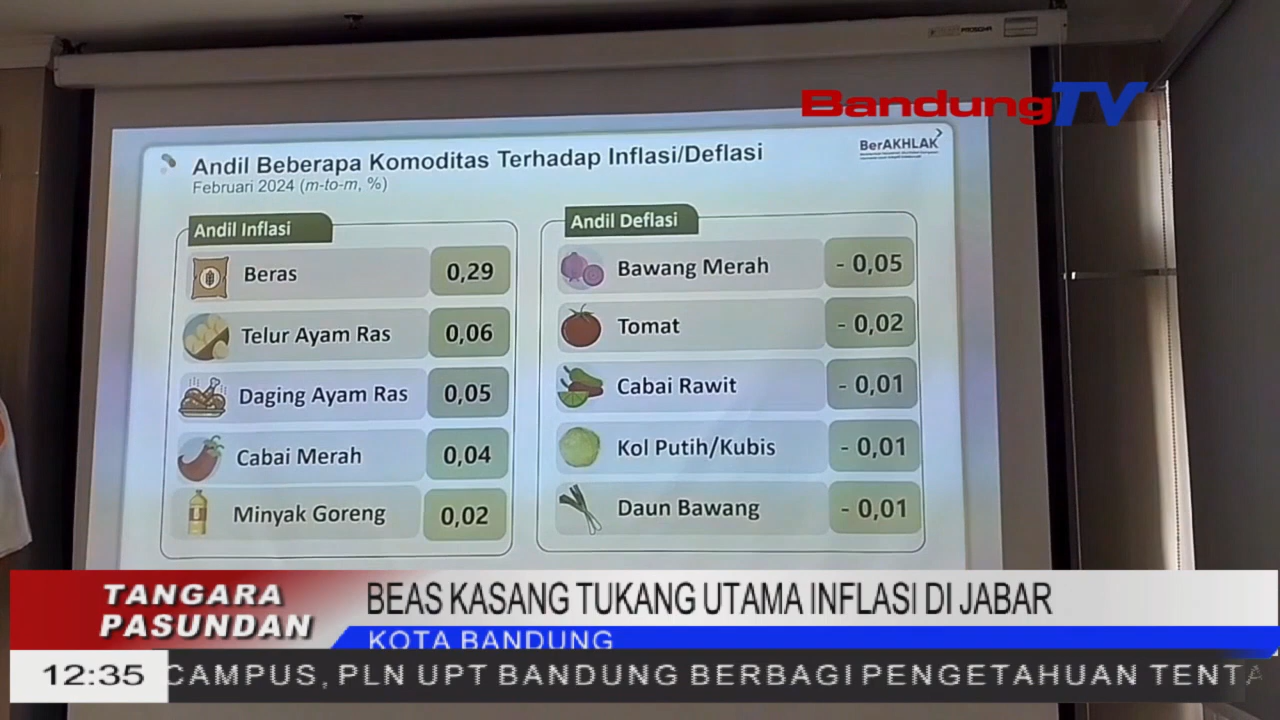 BandungTV
BerAKHLAK
Andil Beberapa Komoditas Terhadap Inflasi/Deflasi
Februari 2024 (m-to-m, %)
Andil Inflasi
Beras 0,29
Telur Ayam Ras 0,06
Daging Ayam Ras 0,05
Cabai Merah 0,04
Minyak Goreng 0,02
Andil Deflasi
Bawang Merah - 0,05
Tomat - 0,02
Cabai Rawit - 0,01
Kol Putih/Kubis - 0,01
Daun Bawang - 0,01
TANGARA PASUNDAN
BEAS KASANG TUKANG UTAMA INFLASI DI JABAR
KOTA BANDUNG
12:35
CAMPUS, PLN UPT BANDUNG BERBAGI PENGETAHUAN TENTA